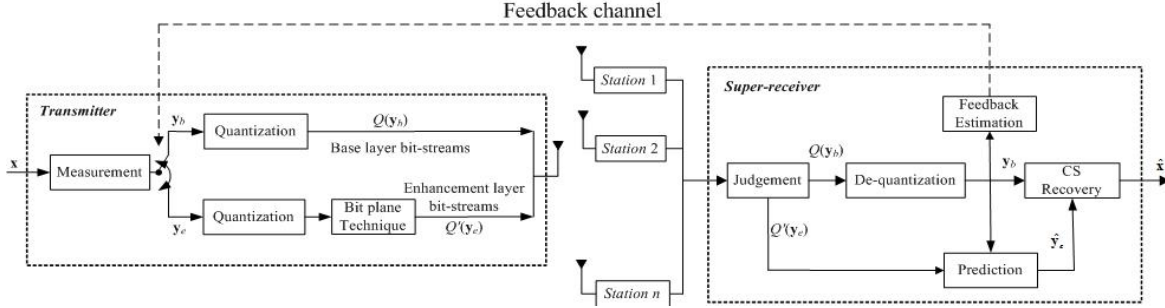 Feedback channel
Transmitter
x
Measurement
y_b
Quantization
Q(y_b)
Base layer bit-streams
y_e
Quantization
Bit plane
Technique
Enhancement layer
bit-streams
Q'(y_e)
Station 1
Station 2
Station n
Super-receiver
Judgement
Q(y_b)
De-quantization
Feedback
Estimation
y_b
CS
Recovery
x̂
Q'(y_e)
Prediction
ŷ_e